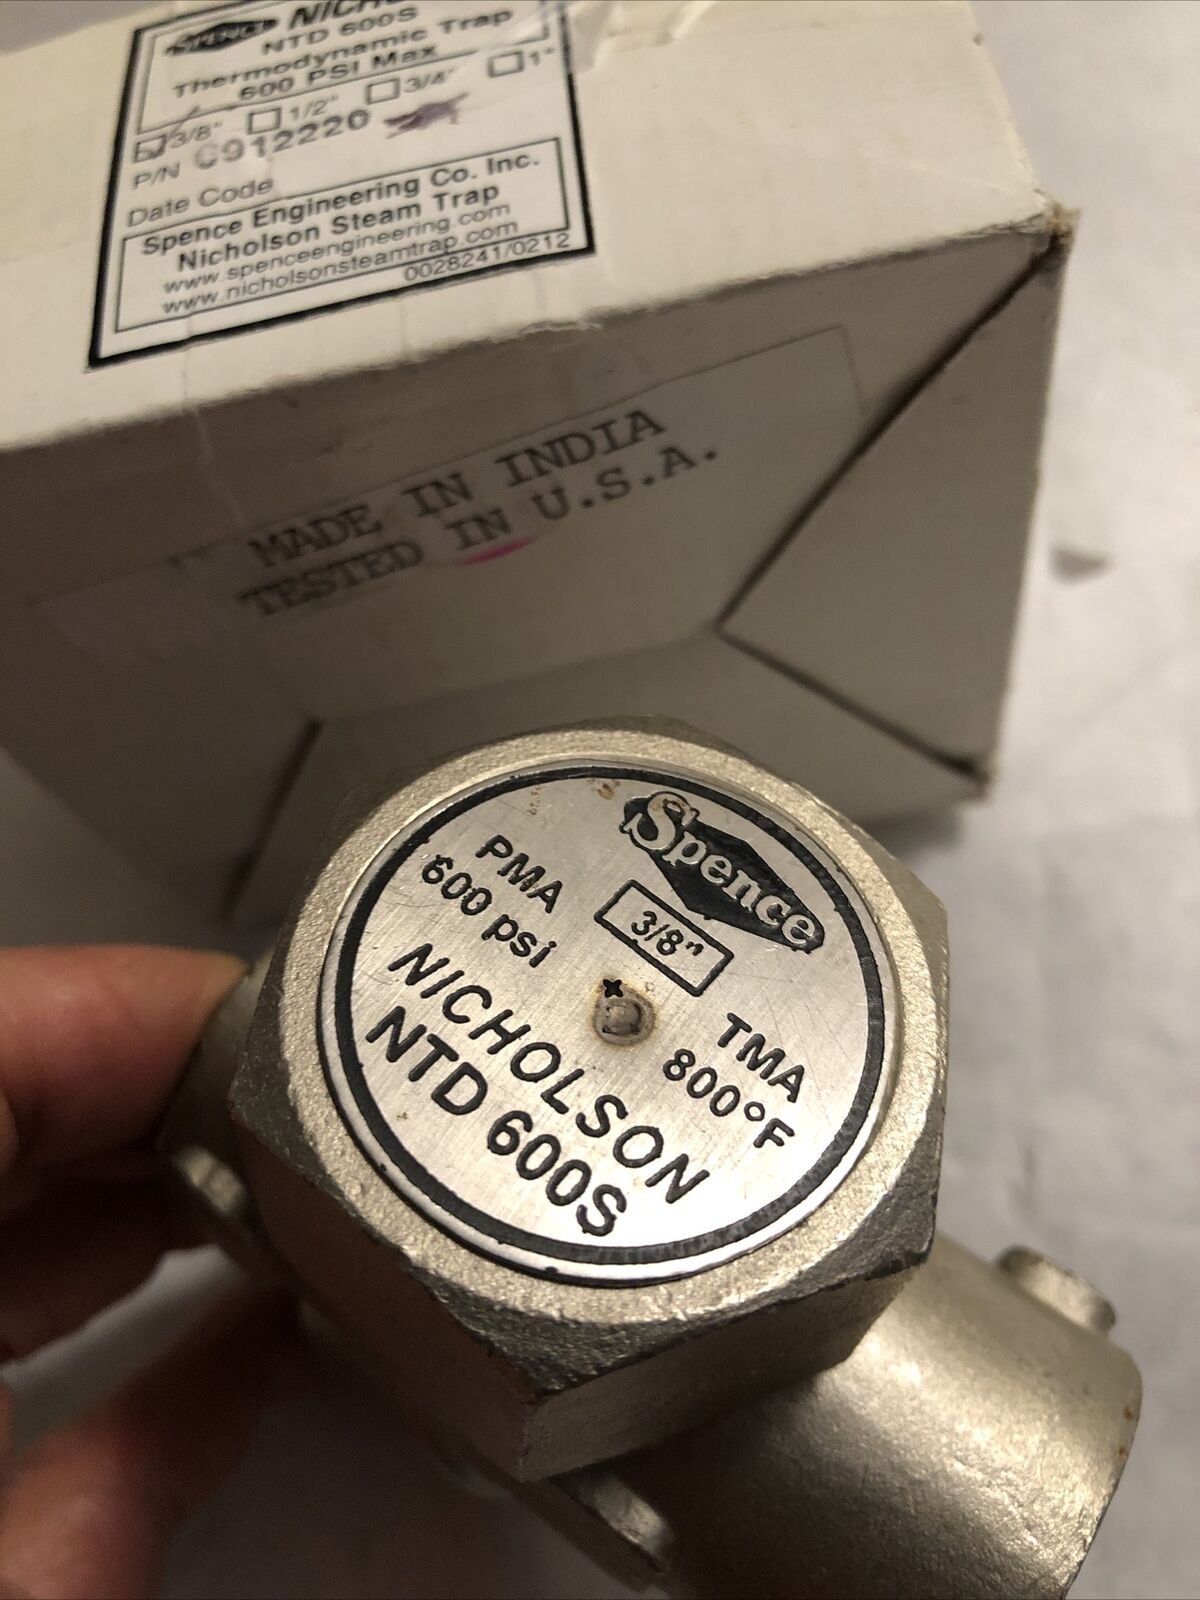 SPENCE
NTD 600S
Thermodynamic Trap
600 PSI Max
3/8" 1/2" 3/4" 1"
P/N C912220
Date Code
Spence Engineering Co. Inc.
Nicholson Steam Trap
www.spenceengineering.com
www.nicholsonsteamtrap.com
0028241/0212
MADE IN INDIA
TESTED IN U.S.A.
Spence
3/8"
PMA
600 psi
TMA
800°F
NICHOLSON
NTD 600S